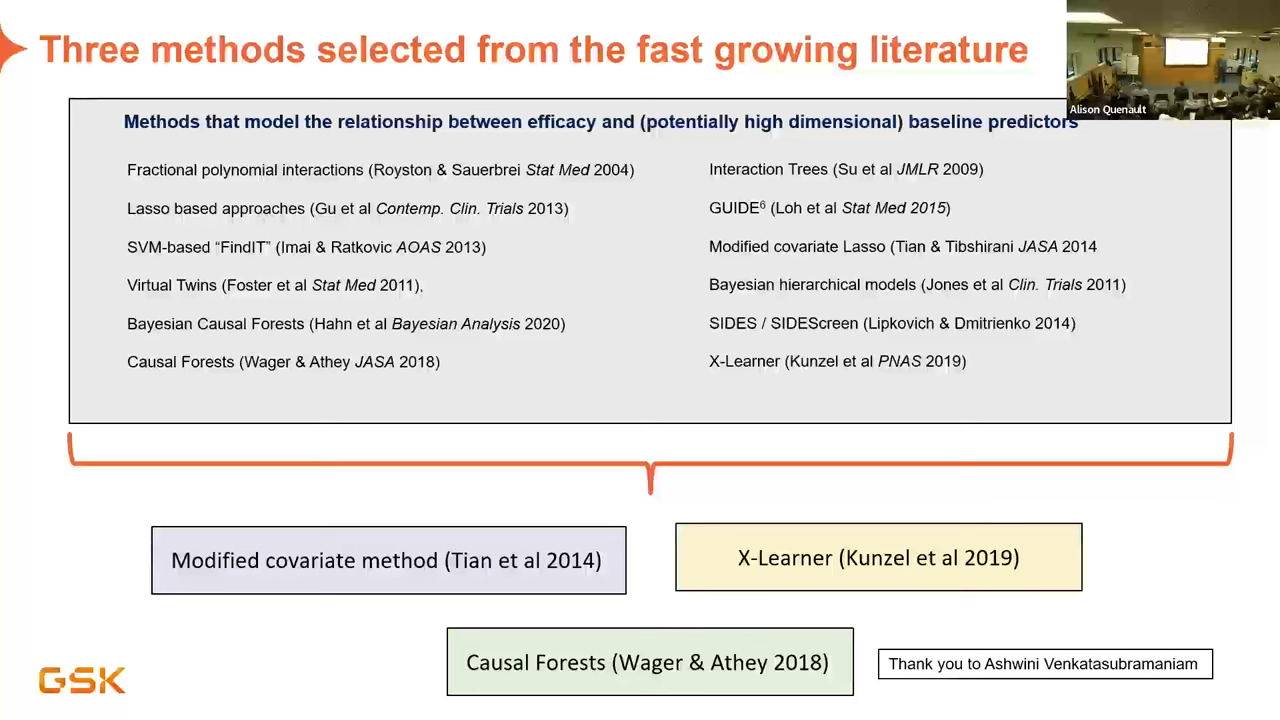 Three methods selected from the fast growing literature
Alison Quenault
Methods that model the relationship between efficacy and (potentially high dimensional) baseline predictors
Fractional polynomial interactions (Royston & Sauerbrei Stat Med 2004)
Lasso based approaches (Gu et al Contemp. Clin. Trials 2013)
SVM-based “FindIT” (Imai & Ratkovic AOAS 2013)
Virtual Twins (Foster et al Stat Med 2011),
Bayesian Causal Forests (Hahn et al Bayesian Analysis 2020)
Causal Forests (Wager & Athey JASA 2018)
Interaction Trees (Su et al JMLR 2009)
GUIDE⁶ (Loh et al Stat Med 2015)
Modified covariate Lasso (Tian & Tibshirani JASA 2014
Bayesian hierarchical models (Jones et al Clin. Trials 2011)
SIDES / SIDEScreen (Lipkovich & Dmitrienko 2014)
X-Learner (Kunzel et al PNAS 2019)
Modified covariate method (Tian et al 2014)
X-Learner (Kunzel et al 2019)
Causal Forests (Wager & Athey 2018)
Thank you to Ashwini Venkatasubramaniam
GSK